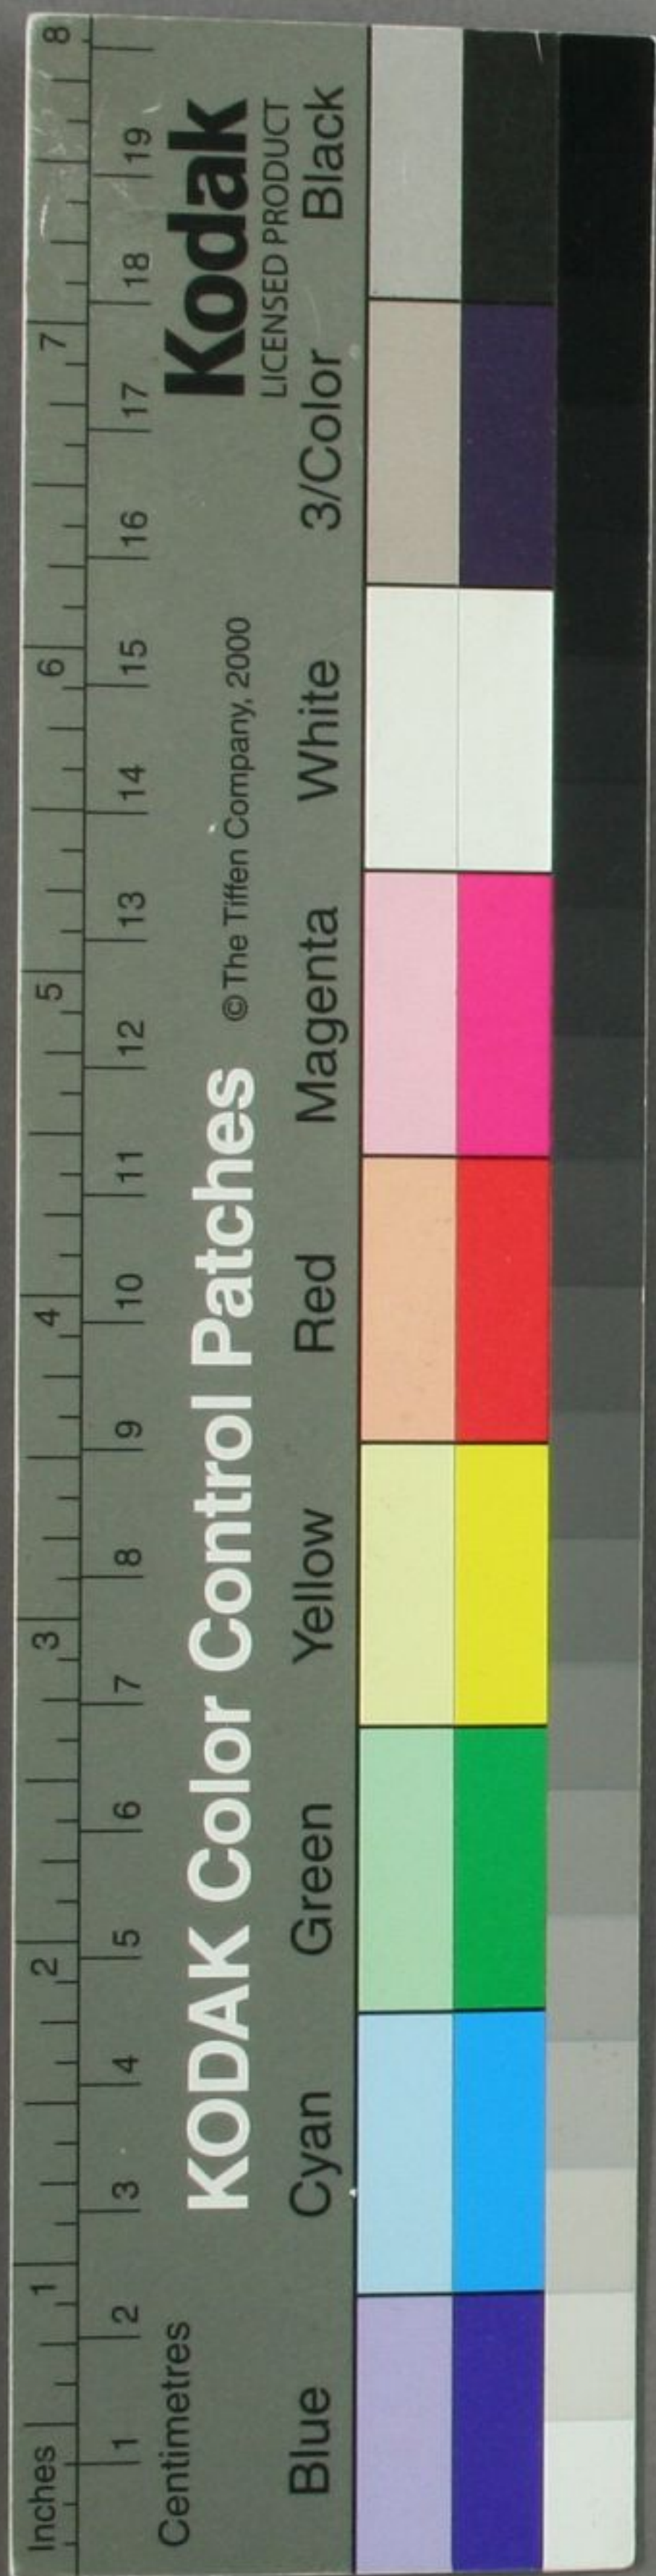 Inches 1 2 3 4 5 6 7 8
Centimetres 1 2 3 4 5 6 7 8 9 10 11 12 13 14 15 16 17 18 19
KODAK Color Control Patches © The Tiffen Company, 2000 Kodak
LICENSED PRODUCT
Blue Cyan Green Yellow Red Magenta White 3/Color Black